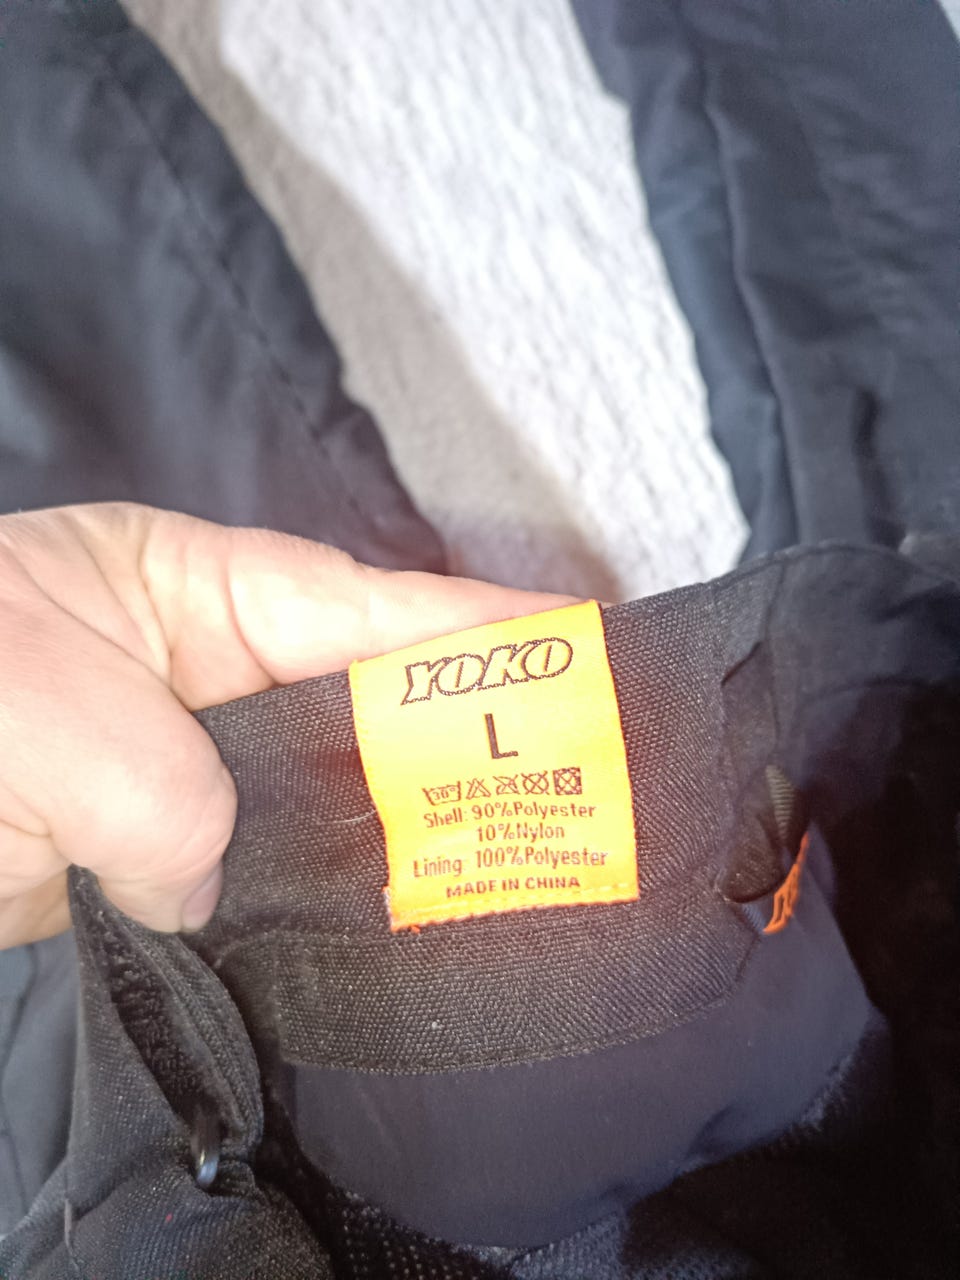 YOKO
L
30°
Shell: 90%Polyester
10%Nylon
Lining: 100%Polyester
MADE IN CHINA